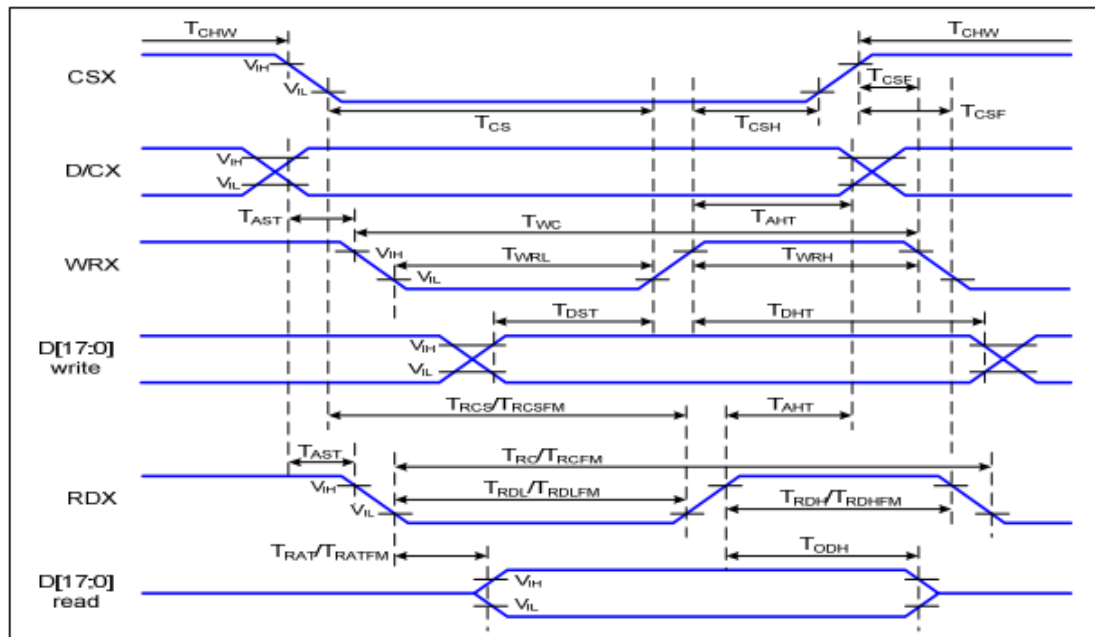 TCHW TCHW
CSX VIH
VIL
TCSF
TCS TCSH TCSF
D/CX VIH
VIL
TAST TWC TAHT
WRX VIH TWRL TWRH
VIL
TDST TDHT
D[17:0] VIH
write VIL
TRCS/TRCSFM TAHT
TAST TRC/TRCFM
RDX VIH TRDL/TRDLFM TRDH/TRDHFM
VIL
TRAT/TRATFM TODH
D[17:0] VIH
read VIL